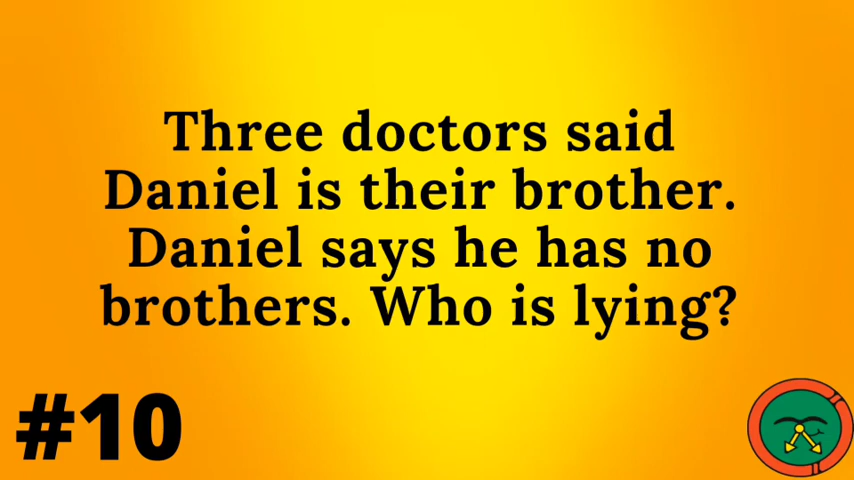 Three doctors said
Daniel is their brother.
Daniel says he has no
brothers. Who is lying?
#10